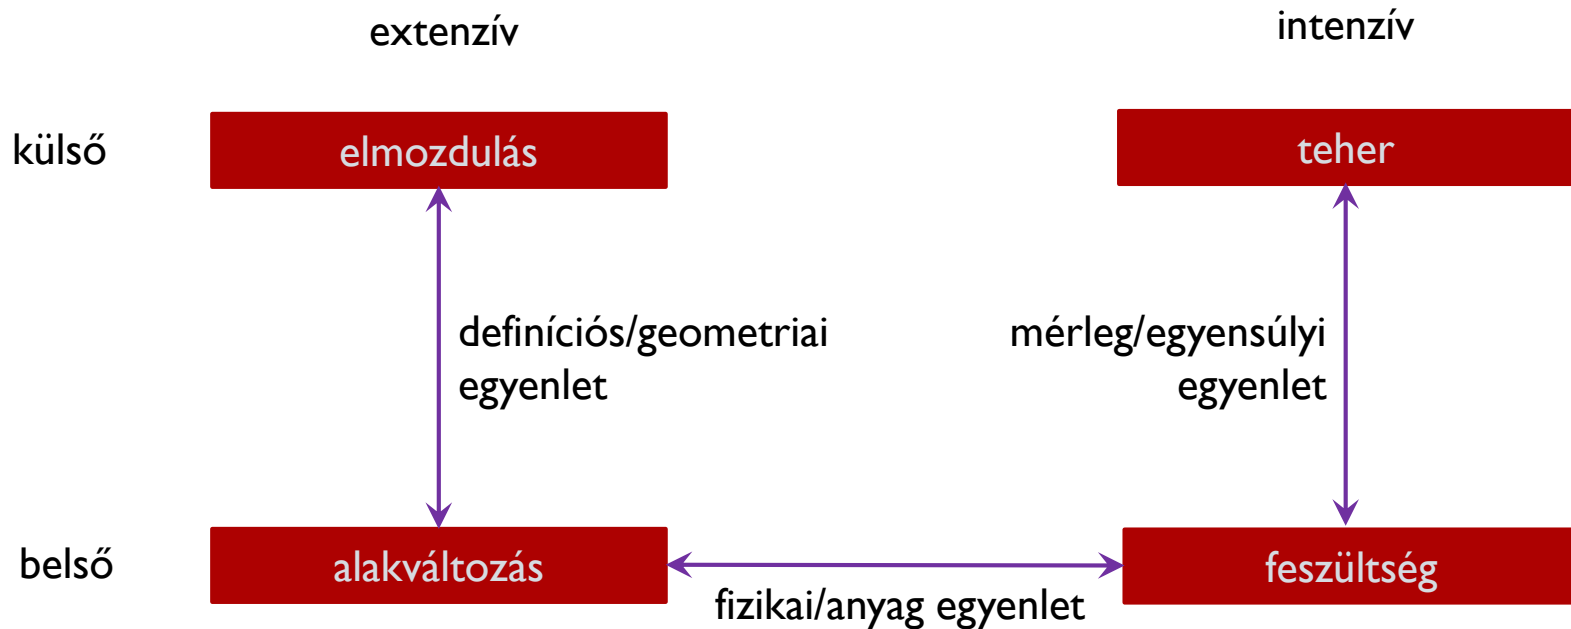 extenzív
intenzív
külső
elmozdulás
teher
definíciós/geometriai
egyenlet
mérleg/egyensúlyi
egyenlet
belső
alakváltozás
feszültség
fizikai/anyag egyenlet